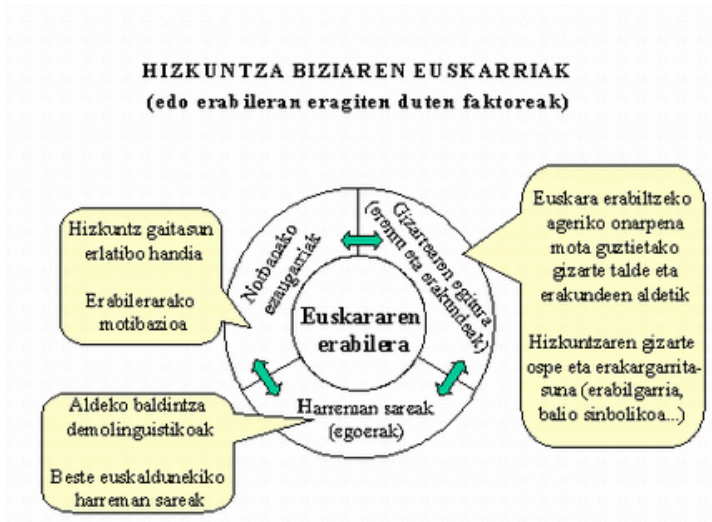 HIZKUNTZA BIZIAREN EUSKARRIAK
(edo erabileran eragiten duten faktoreak)
Hizkuntz gaitasun
erlatibo handia
Erabilerarako
motibazioa
Norbanako
ezaugarriak
Gizartearen egitura
(eremu eta erakundeak)
Euskararen
erabilera
Harreman sareak
(egoerak)
Aldeko baldintza
demolinguistikoak
Beste euskaldunekiko
harreman sareak
Euskara erabiltzeko
ageriko onarpena
mota guztietako
gizarte talde eta
erakundeen aldetik
Hizkuntzaren gizarte
ospe eta erakargarrita-
suna (erabilgarria,
balio sinbolikoa...)